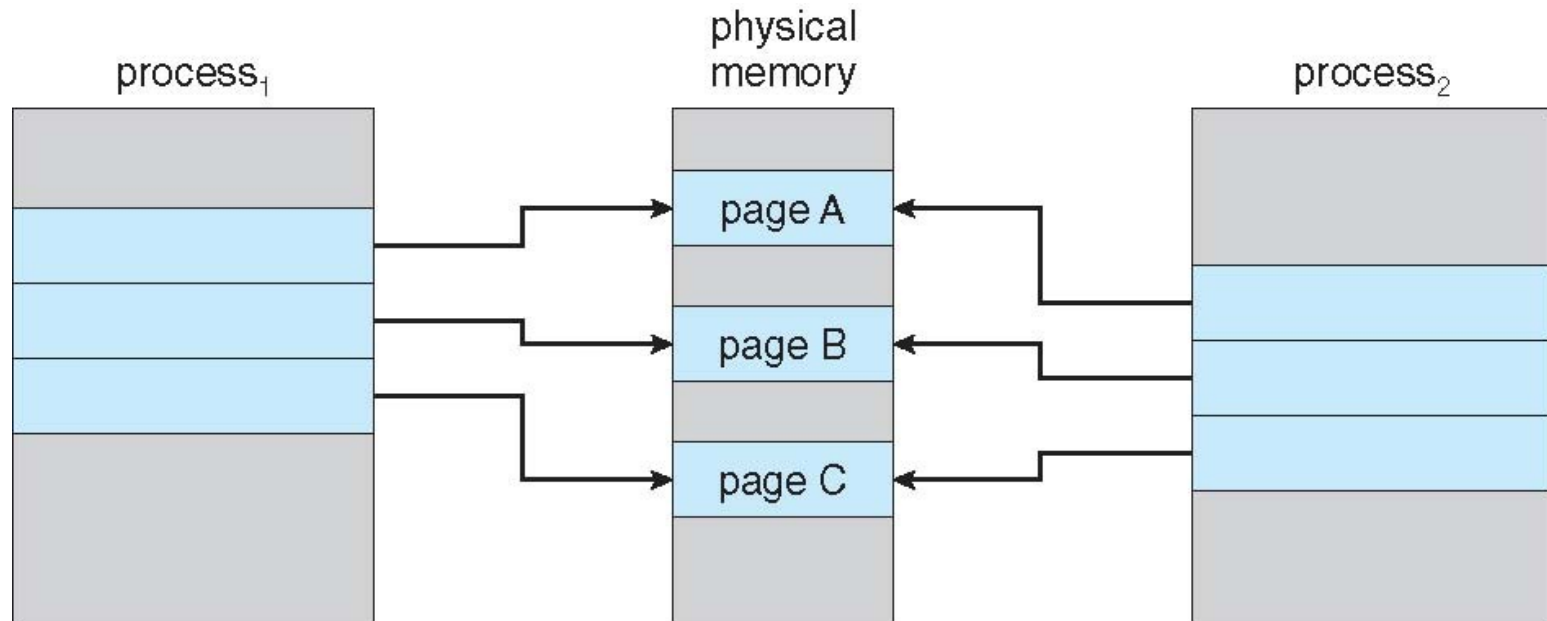 process₁
physical
memory
process₂
page A
page B
page C